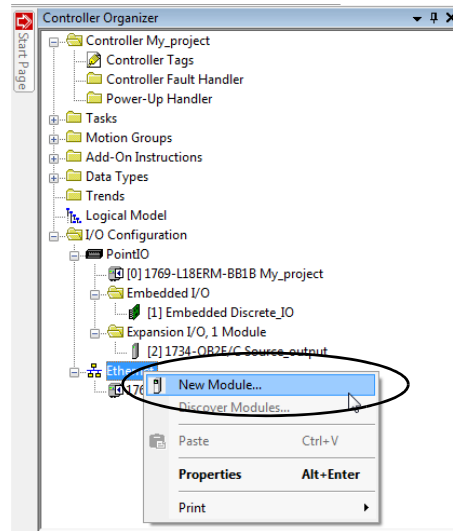 Controller Organizer
Start Page
Controller My_project
Controller Tags
Controller Fault Handler
Power-Up Handler
Tasks
Motion Groups
Add-On Instructions
Data Types
Trends
Logical Model
I/O Configuration
PointIO
[0] 1769-L18ERM-BB1B My_project
Embedded I/O
[1] Embedded Discrete_IO
Expansion I/O, 1 Module
[2] 1734-OB2E/C Source_output
Ethernet
176
New Module...
Discover Modules...
Paste Ctrl+V
Properties Alt+Enter
Print